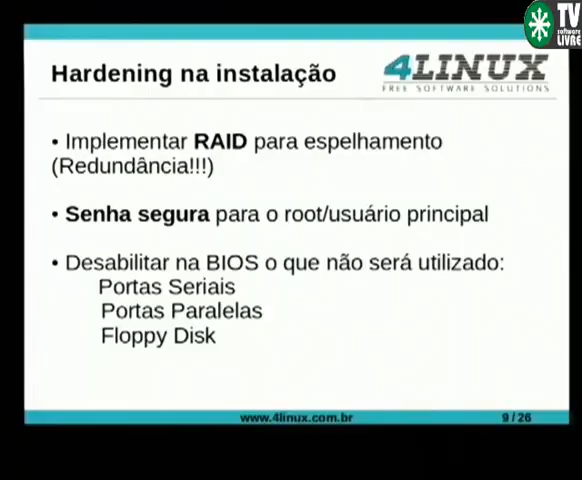 TV
software
LIVRE
Hardening na instalação
4LINUX
FREE SOFTWARE SOLUTIONS
• Implementar RAID para espelhamento
(Redundância!!!)
• Senha segura para o root/usuário principal
• Desabilitar na BIOS o que não será utilizado:
Portas Seriais
Portas Paralelas
Floppy Disk
www.4linux.com.br
9 / 26